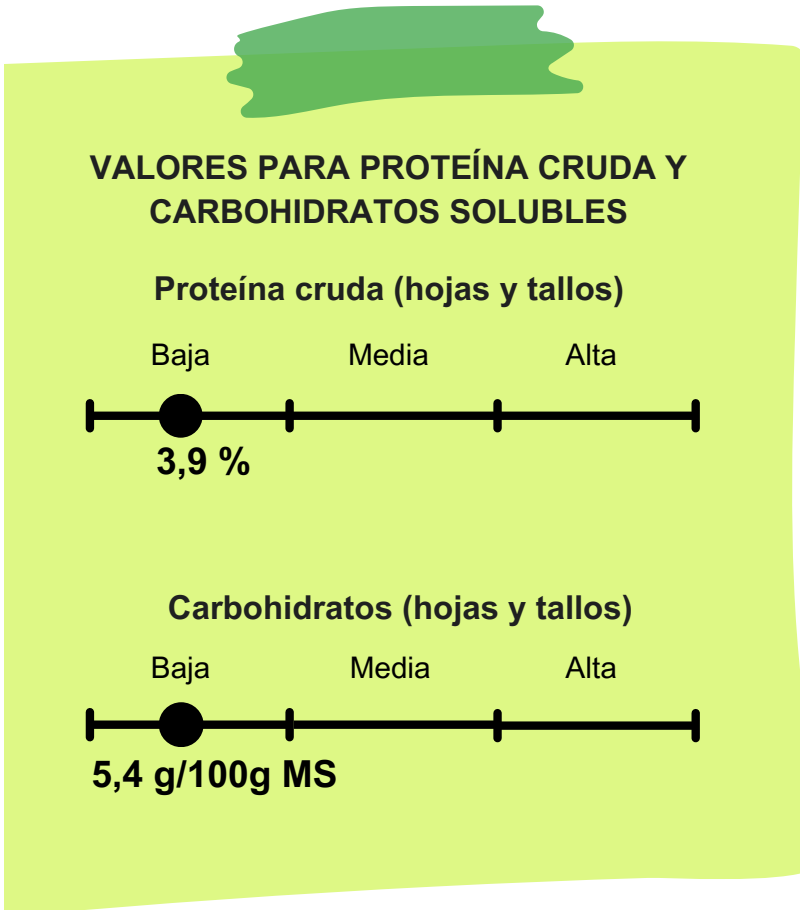 VALORES PARA PROTEÍNA CRUDA Y
CARBOHIDRATOS SOLUBLES
Proteína cruda (hojas y tallos)
Baja Media Alta
3,9 %
Carbohidratos (hojas y tallos)
Baja Media Alta
5,4 g/100g MS